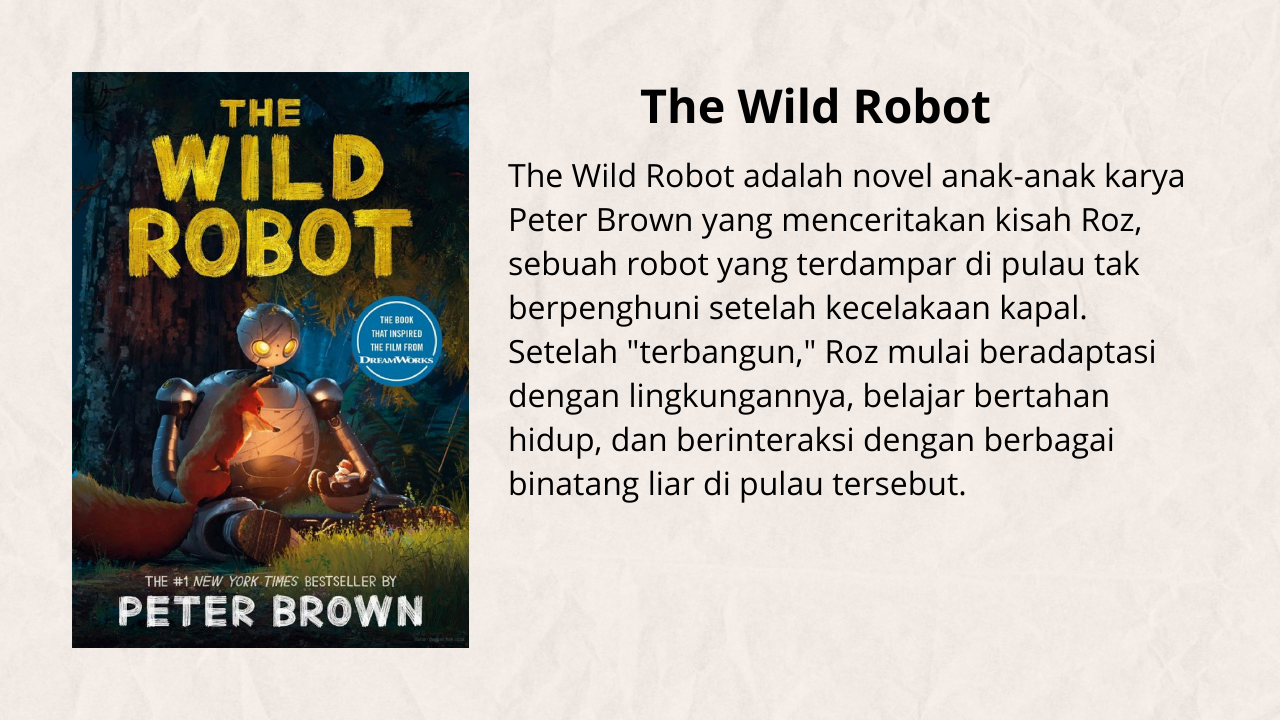 THE
WILD
ROBOT
THE BOOK
THAT INSPIRED
THE FILM FROM
DREAMWORKS
THE #1 NEW YORK TIMES BESTSELLER BY
PETER BROWN
The Wild Robot
The Wild Robot adalah novel anak-anak karya
Peter Brown yang menceritakan kisah Roz,
sebuah robot yang terdampar di pulau tak
berpenghuni setelah kecelakaan kapal.
Setelah "terbangun," Roz mulai beradaptasi
dengan lingkungannya, belajar bertahan
hidup, dan berinteraksi dengan berbagai
binatang liar di pulau tersebut.